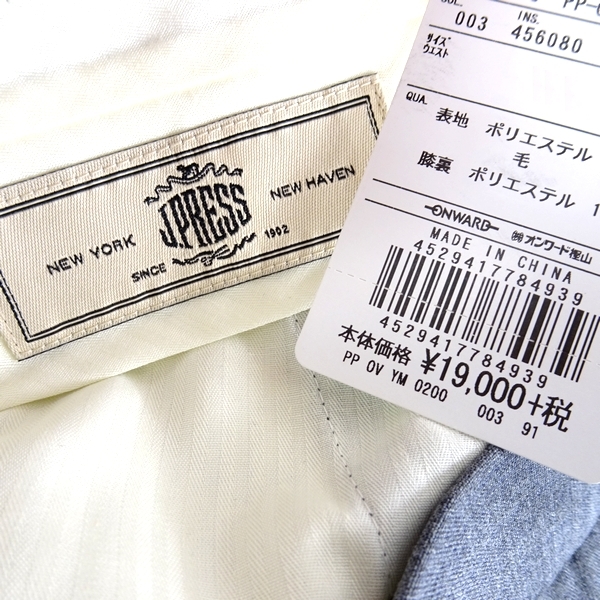 NEW YORK
J.PRESS
NEW HAVEN
SINCE 1902
003
INS.
456080
サイズ
ウエスト
QUA.
表地 ポリエステル
毛
膝裏 ポリエステル 1
ONWARD ㈱オンワード樫山
MADE IN CHINA
4529417784939
4529417784939
本体価格 ¥19,000+税
PP OV YM 0200 003 91